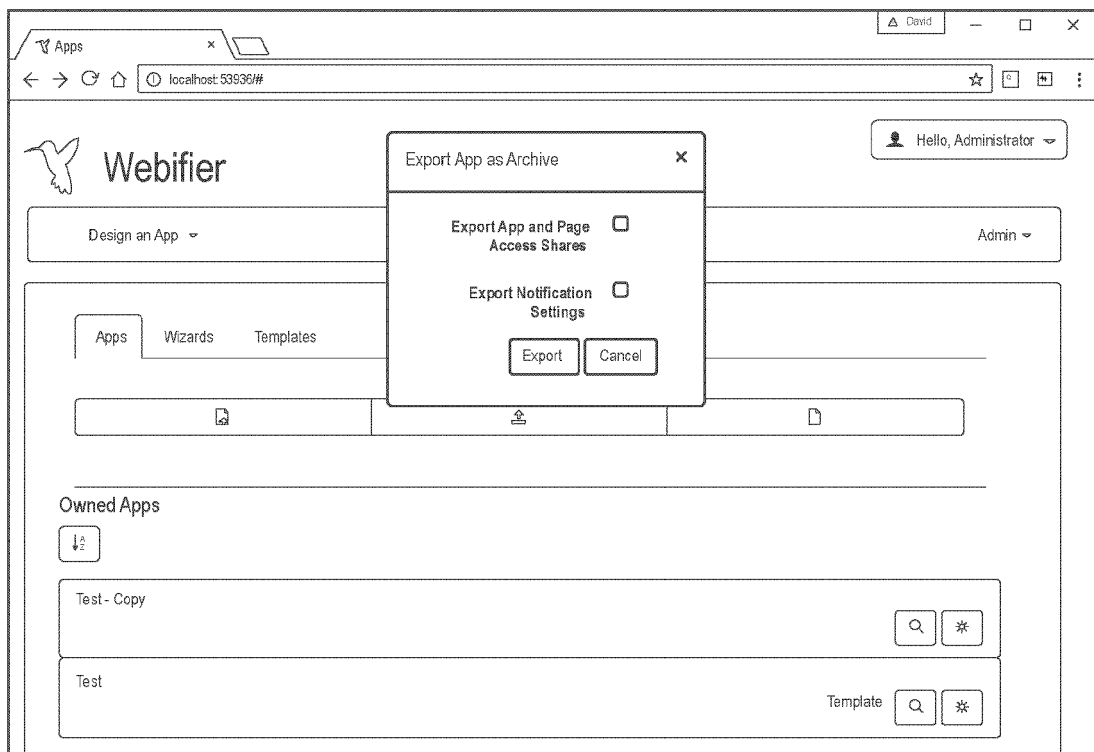 David
Apps
localhost:53936/#
Webifier
Hello, Administrator
Export App as Archive
Design an App
Admin
Export App and Page
Access Shares
Export Notification
Settings
Export
Cancel
Apps
Wizards
Templates
Owned Apps
A
Z
Test - Copy
Test
Template